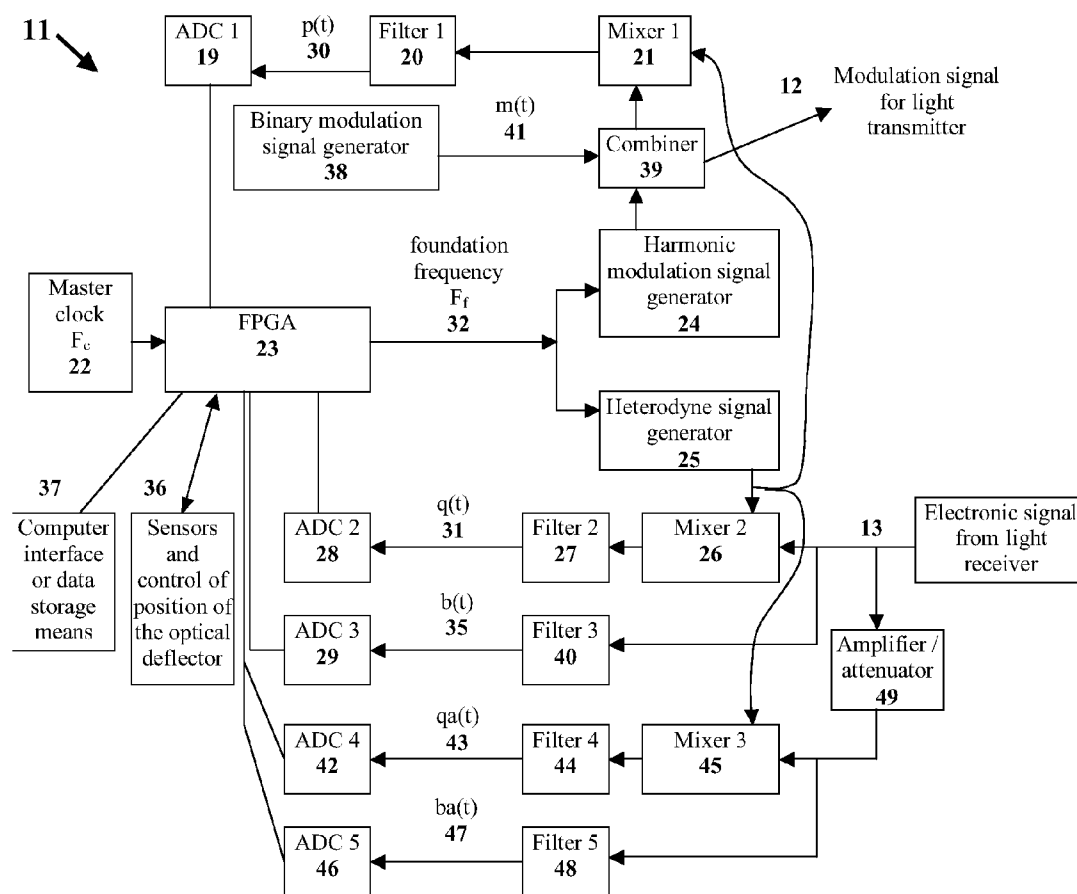 11
ADC 1
19
p(t)
30
Filter 1
20
Mixer 1
21
12
Modulation signal
for light
transmitter
Binary modulation
signal generator
38
m(t)
41
Combiner
39
foundation
frequency
Ff
32
Harmonic
modulation signal
generator
24
Master
clock
Fc
22
FPGA
23
Heterodyne signal
generator
25
37
36
Computer
interface
or data
storage
means
Sensors
and
control of
position of
the optical
deflector
ADC 2
28
q(t)
31
Filter 2
27
Mixer 2
26
13
Electronic signal
from light
receiver
ADC 3
29
b(t)
35
Filter 3
40
Amplifier /
attenuator
49
ADC 4
42
qa(t)
43
Filter 4
44
Mixer 3
45
ADC 5
46
ba(t)
47
Filter 5
48